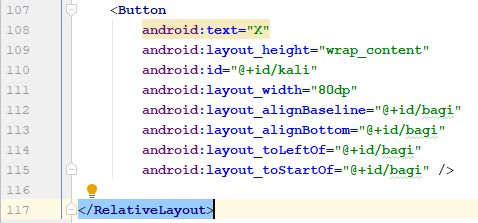 107 <Button
108 android:text="X"
109 android:layout_height="wrap_content"
110 android:id="@+id/kali"
111 android:layout_width="80dp"
112 android:layout_alignBaseline="@+id/bagi"
113 android:layout_alignBottom="@+id/bagi"
114 android:layout_toLeftOf="@+id/bagi"
115 android:layout_toStartOf="@+id/bagi" />
116
117 </RelativeLayout>